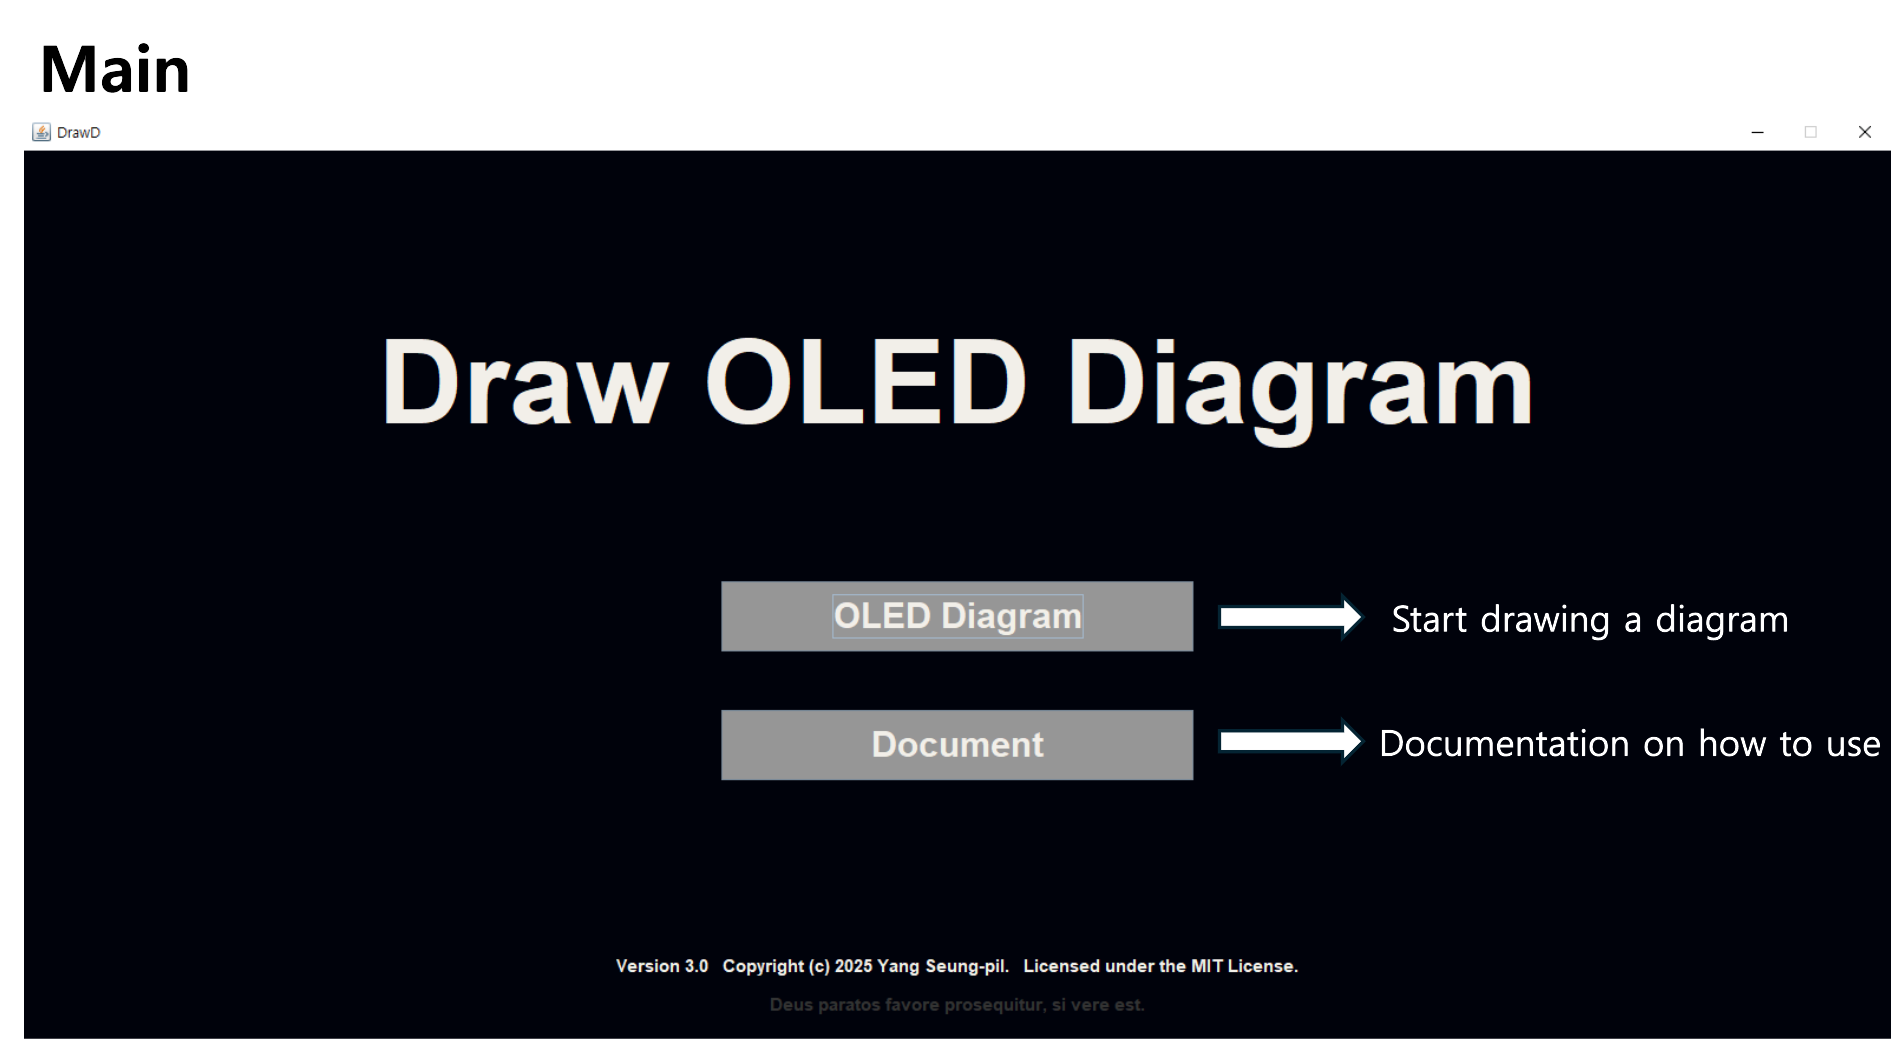 Main
DrawD
Draw OLED Diagram
OLED Diagram
Start drawing a diagram
Document
Documentation on how to use
Version 3.0   Copyright (c) 2025 Yang Seung-pil.   Licensed under the MIT License.
Deus paratos favore prosequitur, si vere est.